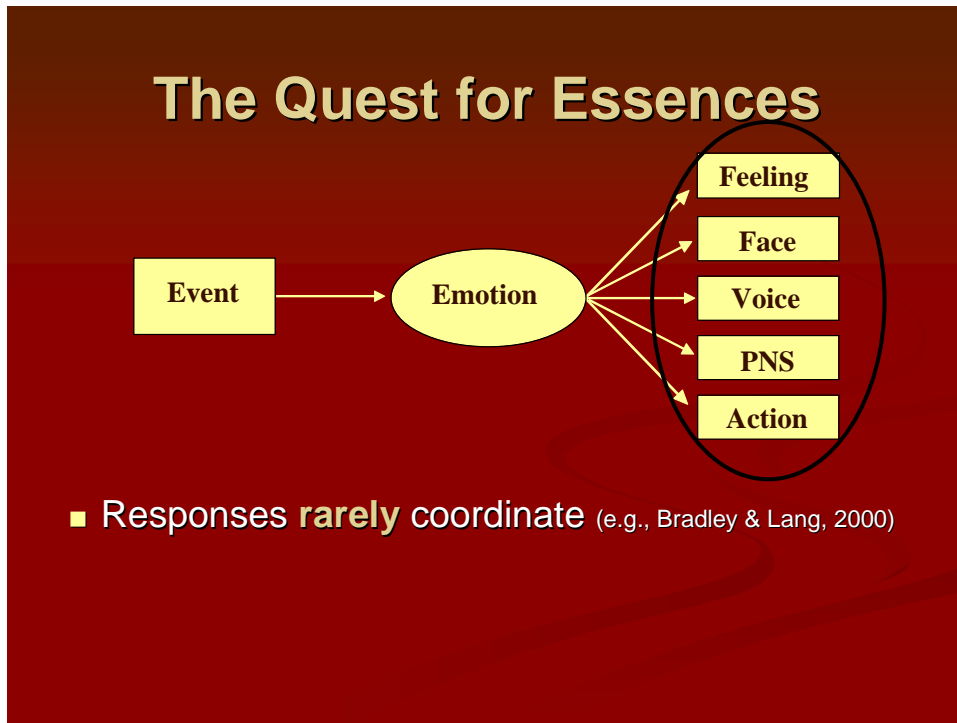 The Quest for Essences
Feeling
Face
Event
Emotion
Voice
PNS
Action
Responses rarely coordinate (e.g., Bradley & Lang, 2000)